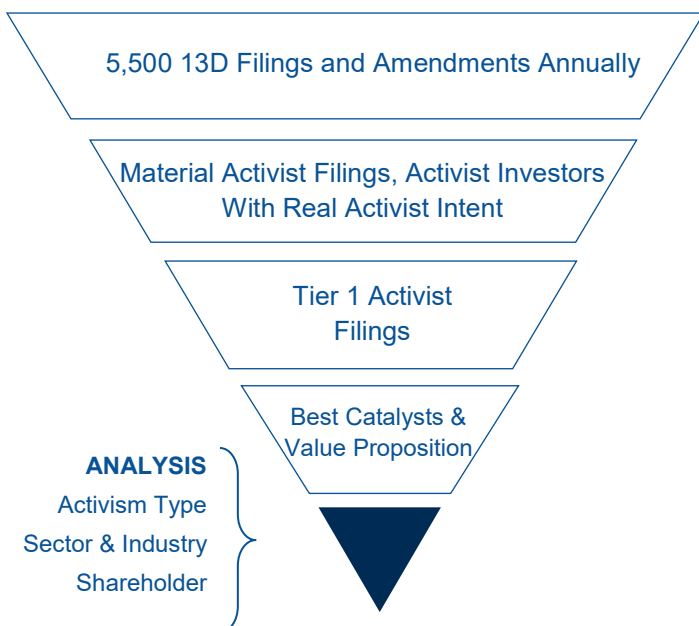 5,500 13D Filings and Amendments Annually
Material Activist Filings, Activist Investors
With Real Activist Intent
Tier 1 Activist
Filings
Best Catalysts &
Value Proposition
ANALYSIS
Activism Type
Sector & Industry
Shareholder